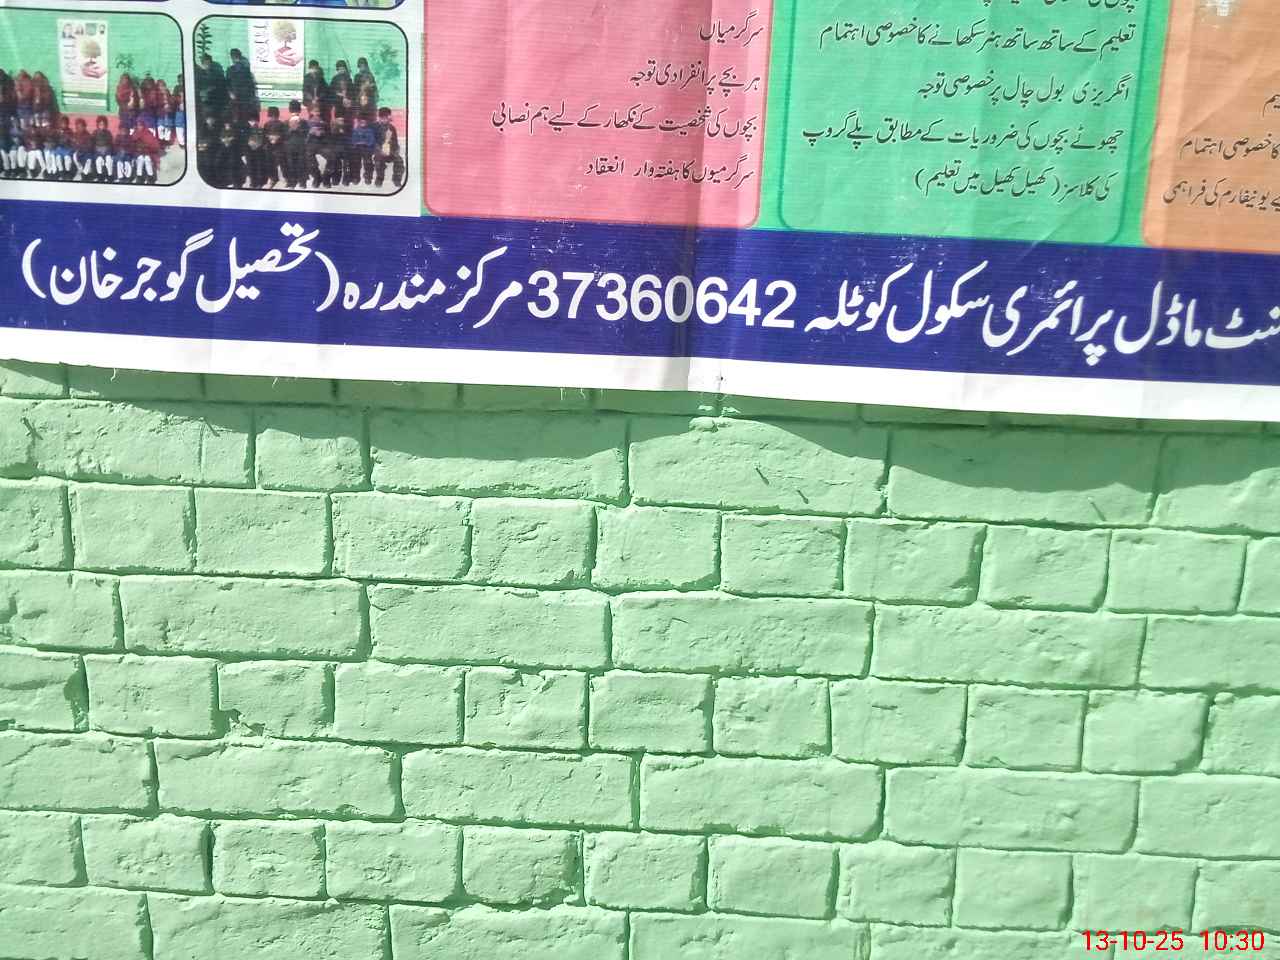 سرگرمیاں
ہر بچے پر انفرادی توجہ
بچوں کی شخصیت کے نکھار کے لیے ہم نصابی
سرگرمیوں کا ہفتہ وار انعقاد
تعلیم کے ساتھ ساتھ ہنر سکھانے کا خصوصی اہتمام
انگریزی بول چال پر خصوصی توجہ
چھوٹے بچوں کی ضروریات کے مطابق پلے گروپ
کی کلاسز ( کھیل کھیل میں تعلیم )
کا خصوصی اہتمام
یونیفارم کی فراہمی
ماڈل پرائمری سکول کوٹلہ 37360642 مرکز مندرہ (تحصیل گوجرخان)
13-10-25 10:30